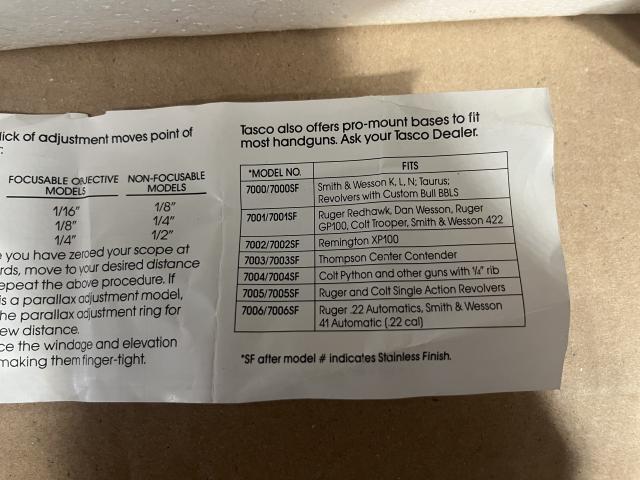 lick of adjustment moves point of
FOCUSABLE OBJECTIVE NON-FOCUSABLE
MODELS MODELS
1/16" 1/8"
1/8" 1/4"
1/4" 1/2"
you have zeroed your scope at
rds, move to your desired distance
epeat the above procedure. If
is a parallax adjustment model,
he parallax adjustment ring for
ew distance.
ce the windage and elevation
making them finger-tight.
Tasco also offers pro-mount bases to fit
most handguns. Ask your Tasco Dealer.
*MODEL NO. FITS
7000/7000SF Smith & Wesson K, L, N; Taurus;
Revolvers with Custom Bull BBLS
7001/7001SF Ruger Redhawk, Dan Wesson, Ruger
GP100, Colt Trooper, Smith & Wesson 422
7002/7002SF Remington XP100
7003/7003SF Thompson Center Contender
7004/7004SF Colt Python and other guns with ¼" rib
7005/7005SF Ruger and Colt Single Action Revolvers
7006/7006SF Ruger .22 Automatics, Smith & Wesson
41 Automatic (.22 cal)
*SF after model # indicates Stainless Finish.